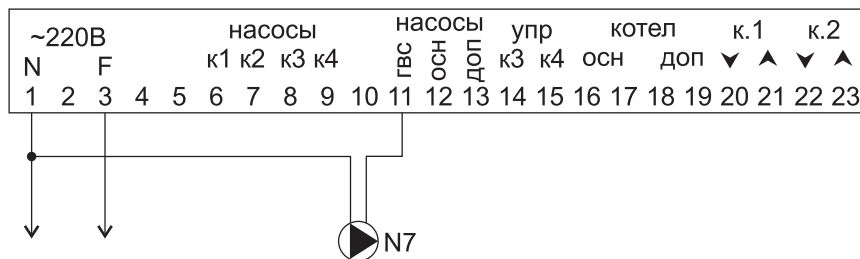 насосы насосы упр котел к.1 к.2
~220В
N F к1 к2 к3 к4 гвс осн доп к3 к4 осн доп
1 2 3 4 5 6 7 8 9 10 11 12 13 14 15 16 17 18 19 20 21 22 23
N7